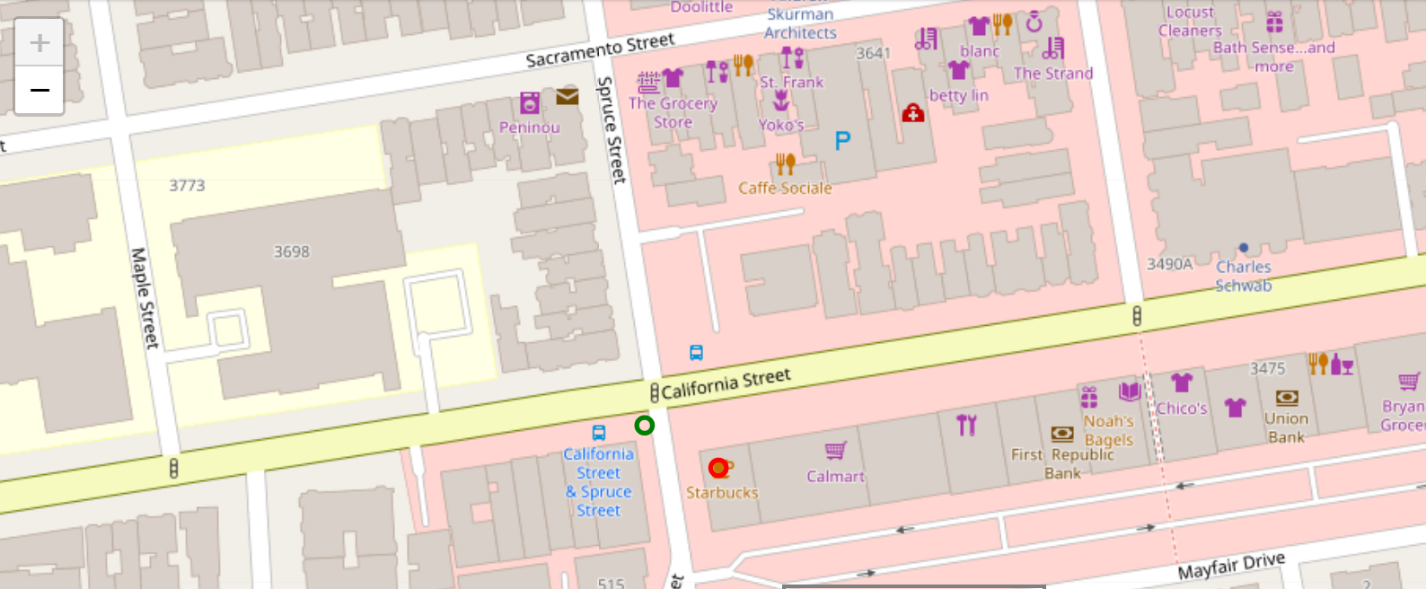 +
−
Doolittle
Skurman
Architects
Locust
Cleaners
Bath Sense...and
more
Sacramento Street
3641
blanc
The Strand
St. Frank
betty lin
The Grocery
Store
Yoko's
P
Peninou
Spruce Street
Caffe Sociale
3773
3698
Maple Street
3490A
Charles
Schwab
California Street
3475
Chico's
Noah's
Bagels
Union
Bank
First Republic
Bank
Calmart
Starbucks
California
Street
& Spruce
Street
Mayfair Drive
515
2